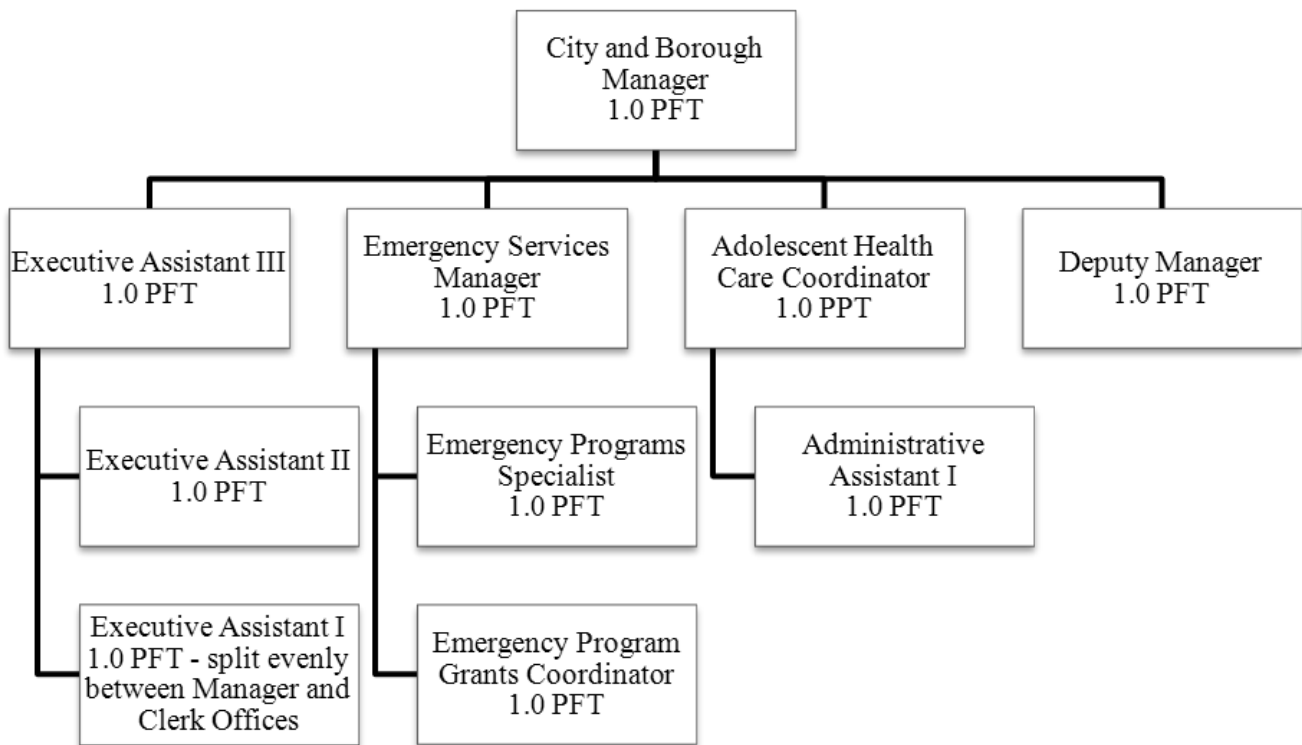 City and Borough
Manager
1.0 PFT
Executive Assistant III
1.0 PFT
Emergency Services
Manager
1.0 PFT
Adolescent Health
Care Coordinator
1.0 PPT
Deputy Manager
1.0 PFT
Executive Assistant II
1.0 PFT
Emergency Programs
Specialist
1.0 PFT
Administrative
Assistant I
1.0 PFT
Executive Assistant I
1.0 PFT - split evenly
between Manager and
Clerk Offices
Emergency Program
Grants Coordinator
1.0 PFT